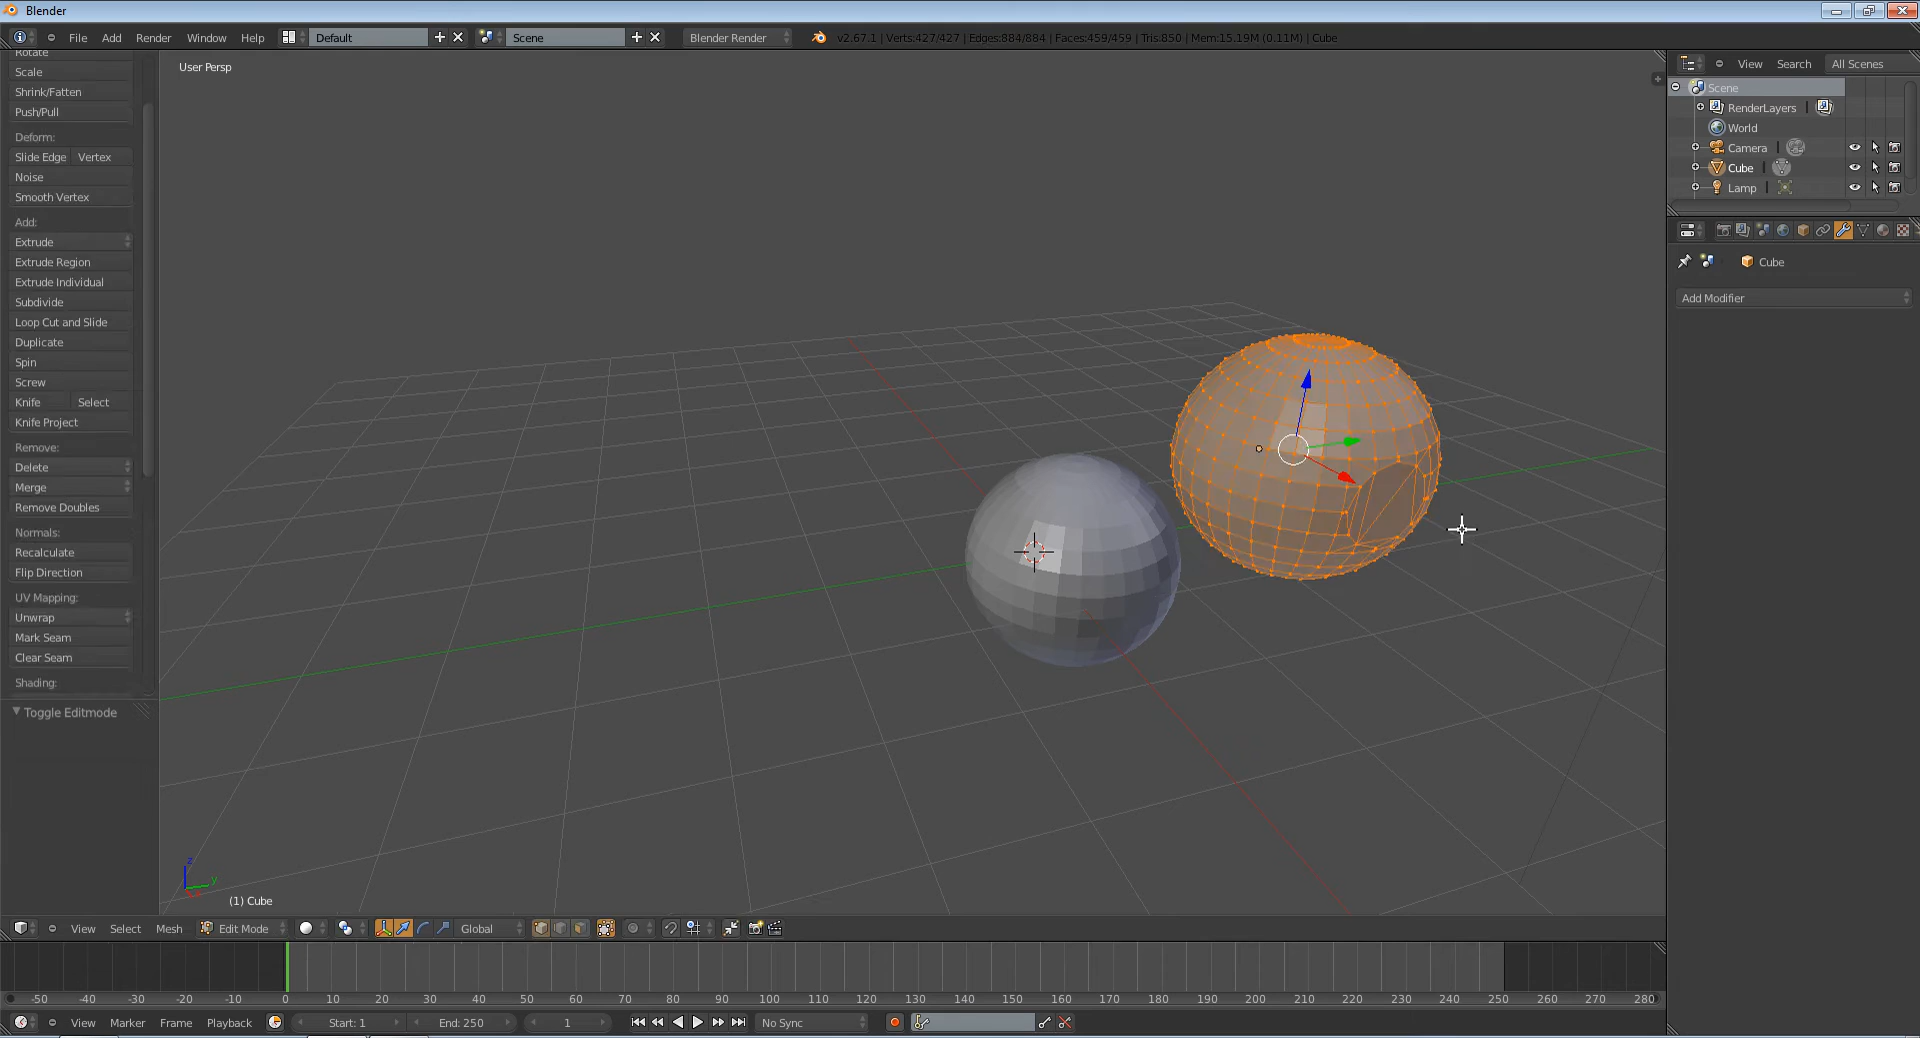 Blender
File Add Render Window Help Default Scene Blender Render v2.67.1 | Verts:427/427 | Edges:884/884 | Faces:459/459 | Tris:850 | Mem:15.19M (0.11M) | Cube
Rotate
Scale
Shrink/Fatten
Push/Pull
Deform:
Slide Edge Vertex
Noise
Smooth Vertex
Add:
Extrude
Extrude Region
Extrude Individual
Subdivide
Loop Cut and Slide
Duplicate
Spin
Screw
Knife Select
Knife Project
Remove:
Delete
Merge
Remove Doubles
Normals:
Recalculate
Flip Direction
UV Mapping:
Unwrap
Mark Seam
Clear Seam
Shading:
Toggle Editmode
User Persp
z
y
(1) Cube
View Search All Scenes
Scene
RenderLayers |
World
Camera |
Cube |
Lamp |
Cube
Add Modifier
View Select Mesh Edit Mode Global
-50 -40 -30 -20 -10 0 10 20 30 40 50 60 70 80 90 100 110 120 130 140 150 160 170 180 190 200 210 220 230 240 250 260 270 280
View Marker Frame Playback Start: 1 End: 250 1 No Sync